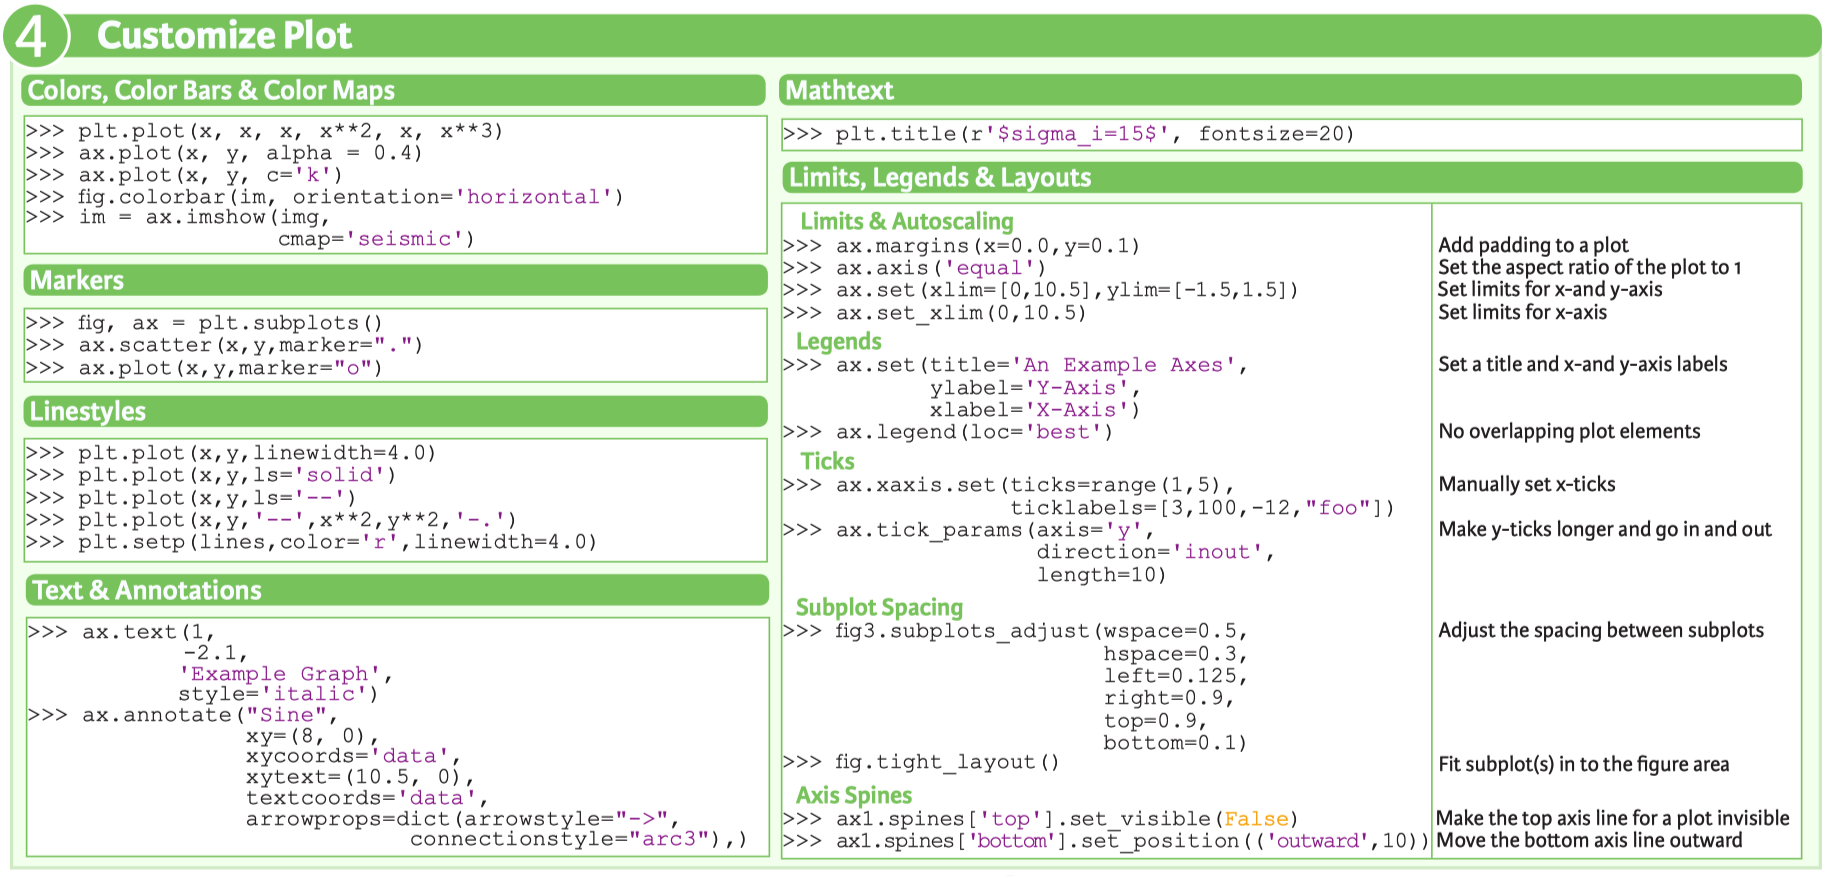 4 Customize Plot
Colors, Color Bars & Color Maps
>>> plt.plot(x, x, x, x**2, x, x**3)
>>> ax.plot(x, y, alpha = 0.4)
>>> ax.plot(x, y, c='k')
>>> fig.colorbar(im, orientation='horizontal')
>>> im = ax.imshow(img,
cmap='seismic')
Markers
>>> fig, ax = plt.subplots()
>>> ax.scatter(x,y,marker=".")
>>> ax.plot(x,y,marker="o")
Linestyles
>>> plt.plot(x,y,linewidth=4.0)
>>> plt.plot(x,y,ls='solid')
>>> plt.plot(x,y,ls='--')
>>> plt.plot(x,y,'--',x**2,y**2,'-.')
>>> plt.setp(lines,color='r',linewidth=4.0)
Text & Annotations
>>> ax.text(1,
-2.1,
'Example Graph',
style='italic')
>>> ax.annotate("Sine",
xy=(8, 0),
xycoords='data',
xytext=(10.5, 0),
textcoords='data',
arrowprops=dict(arrowstyle="->",
connectionstyle="arc3"),)
Mathtext
>>> plt.title(r'$sigma_i=15$', fontsize=20)
Limits, Legends & Layouts
Limits & Autoscaling
>>> ax.margins(x=0.0,y=0.1) Add padding to a plot
>>> ax.axis('equal') Set the aspect ratio of the plot to 1
>>> ax.set(xlim=[0,10.5],ylim=[-1.5,1.5]) Set limits for x-and y-axis
>>> ax.set_xlim(0,10.5) Set limits for x-axis
Legends
>>> ax.set(title='An Example Axes', Set a title and x-and y-axis labels
ylabel='Y-Axis',
xlabel='X-Axis')
>>> ax.legend(loc='best') No overlapping plot elements
Ticks
>>> ax.xaxis.set(ticks=range(1,5), Manually set x-ticks
ticklabels=[3,100,-12,"foo"])
>>> ax.tick_params(axis='y', Make y-ticks longer and go in and out
direction='inout',
length=10)
Subplot Spacing
>>> fig3.subplots_adjust(wspace=0.5, Adjust the spacing between subplots
hspace=0.3,
left=0.125,
right=0.9,
top=0.9,
bottom=0.1)
>>> fig.tight_layout() Fit subplot(s) in to the figure area
Axis Spines
>>> ax1.spines['top'].set_visible(False) Make the top axis line for a plot invisible
>>> ax1.spines['bottom'].set_position(('outward',10)) Move the bottom axis line outward